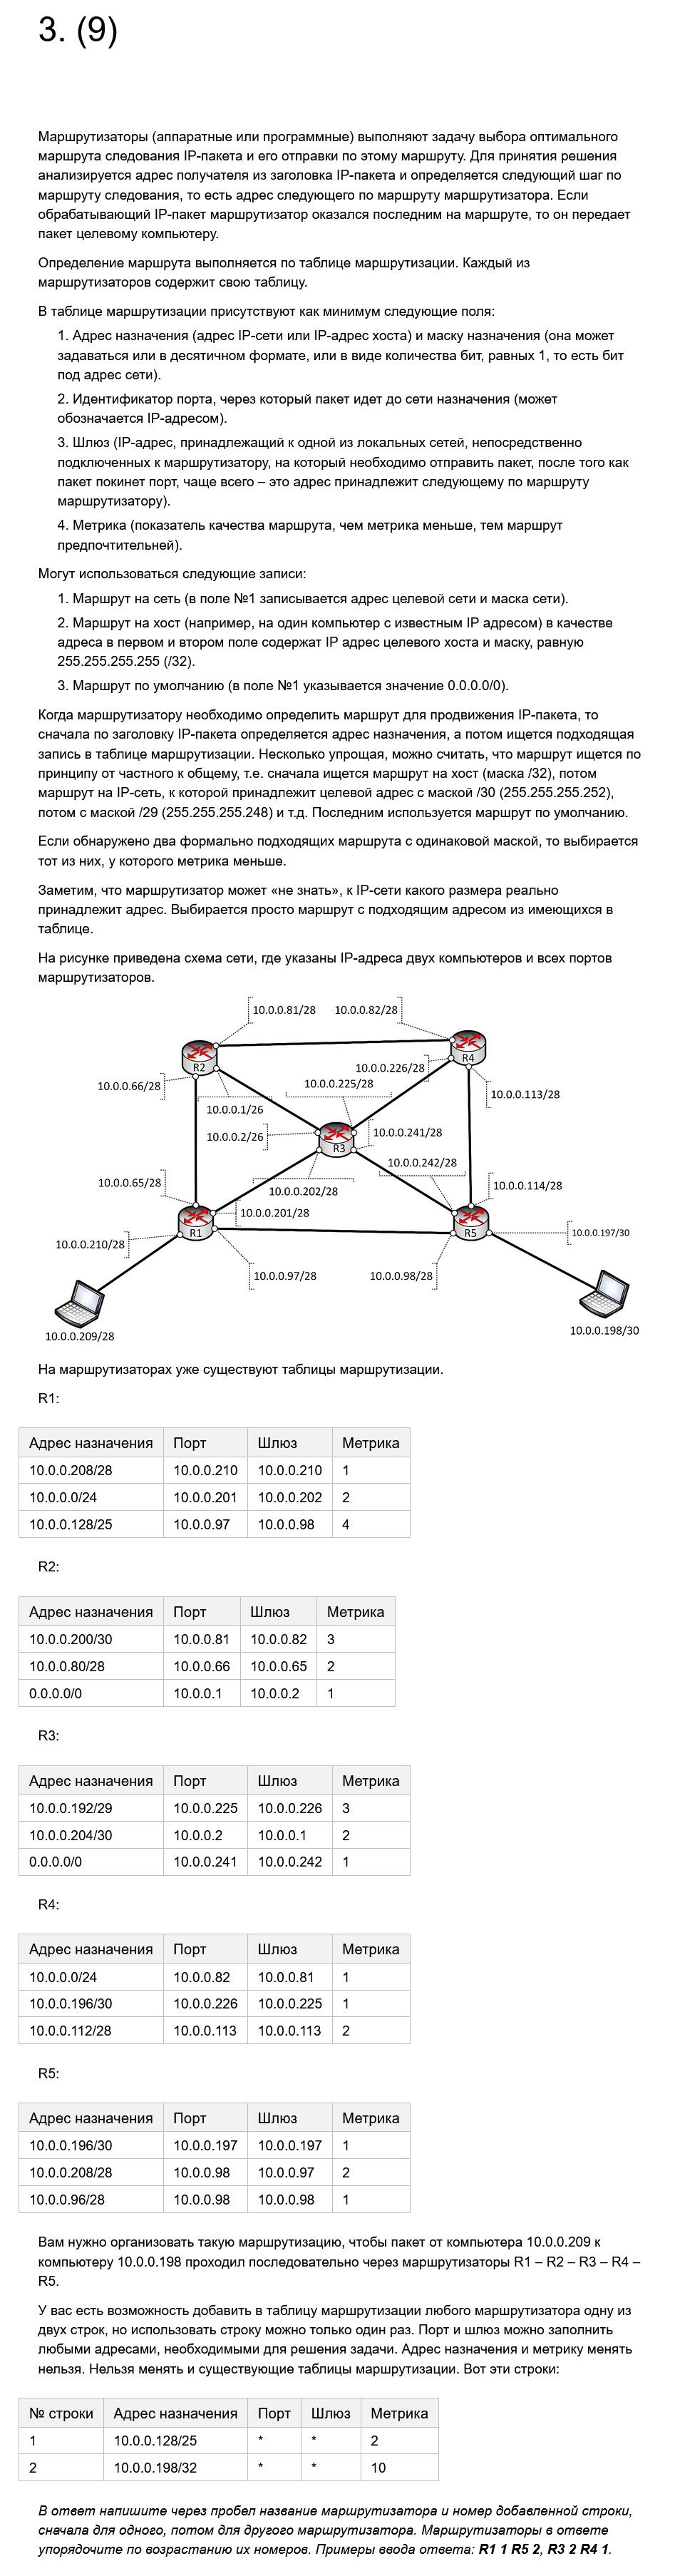 3. (9)
Маршрутизаторы (аппаратные или программные) выполняют задачу выбора оптимального
маршрута следования IP-пакета и его отправки по этому маршруту. Для принятия решения
анализируется адрес получателя из заголовка IP-пакета и определяется следующий шаг по
маршруту следования, то есть адрес следующего по маршруту маршрутизатора. Если
обрабатывающий IP-пакет маршрутизатор оказался последним на маршруте, то он передает
пакет целевому компьютеру.
Определение маршрута выполняется по таблице маршрутизации. Каждый из
маршрутизаторов содержит свою таблицу.
В таблице маршрутизации присутствуют как минимум следующие поля:
1. Адрес назначения (адрес IP-сети или IP-адрес хоста) и маску назначения (она может
задаваться или в десятичном формате, или в виде количества бит, равных 1, то есть бит
под адрес сети).
2. Идентификатор порта, через который пакет идет до сети назначения (может
обозначается IP-адресом).
3. Шлюз (IP-адрес, принадлежащий к одной из локальных сетей, непосредственно
подключенных к маршрутизатору, на который необходимо отправить пакет, после того как
пакет покинет порт, чаще всего – это адрес принадлежит следующему по маршруту
маршрутизатору).
4. Метрика (показатель качества маршрута, чем метрика меньше, тем маршрут
предпочтительней).
Могут использоваться следующие записи:
1. Маршрут на сеть (в поле №1 записывается адрес целевой сети и маска сети).
2. Маршрут на хост (например, на один компьютер с известным IP адресом) в качестве
адреса в первом и втором поле содержат IP адрес целевого хоста и маску, равную
255.255.255.255 (/32).
3. Маршрут по умолчанию (в поле №1 указывается значение 0.0.0.0/0).
Когда маршрутизатору необходимо определить маршрут для продвижения IP-пакета, то
сначала по заголовку IP-пакета определяется адрес назначения, а потом ищется подходящая
запись в таблице маршрутизации. Несколько упрощая, можно считать, что маршрут ищется по
принципу от частного к общему, т.е. сначала ищется маршрут на хост (маска /32), потом
маршрут на IP-сеть, к которой принадлежит целевой адрес с маской /30 (255.255.255.252),
потом с маской /29 (255.255.255.248) и т.д. Последним используется маршрут по умолчанию.
Если обнаружено два формально подходящих маршрута с одинаковой маской, то выбирается
тот из них, у которого метрика меньше.
Заметим, что маршрутизатор может «не знать», к IP-сети какого размера реально
принадлежит адрес. Выбирается просто маршрут с подходящим адресом из имеющихся в
таблице.
На рисунке приведена схема сети, где указаны IP-адреса двух компьютеров и всех портов
маршрутизаторов.
10.0.0.81/28 10.0.0.82/28
R2 R4
10.0.0.66/28 10.0.0.226/28
10.0.0.225/28
10.0.0.1/26 10.0.0.113/28
10.0.0.2/26 R3 10.0.0.241/28
10.0.0.65/28 10.0.0.242/28
10.0.0.202/28 10.0.0.114/28
10.0.0.201/28
10.0.0.210/28 R1 R5 10.0.0.197/30
10.0.0.97/28 10.0.0.98/28
10.0.0.209/28 10.0.0.198/30
На маршрутизаторах уже существуют таблицы маршрутизации.
R1:
Адрес назначения Порт Шлюз Метрика
10.0.0.208/28 10.0.0.210 10.0.0.210 1
10.0.0.0/24 10.0.0.201 10.0.0.202 2
10.0.0.128/25 10.0.0.97 10.0.0.98 4
R2:
Адрес назначения Порт Шлюз Метрика
10.0.0.200/30 10.0.0.81 10.0.0.82 3
10.0.0.80/28 10.0.0.66 10.0.0.65 2
0.0.0.0/0 10.0.0.1 10.0.0.2 1
R3:
Адрес назначения Порт Шлюз Метрика
10.0.0.192/29 10.0.0.225 10.0.0.226 3
10.0.0.204/30 10.0.0.2 10.0.0.1 2
0.0.0.0/0 10.0.0.241 10.0.0.242 1
R4:
Адрес назначения Порт Шлюз Метрика
10.0.0.0/24 10.0.0.82 10.0.0.81 1
10.0.0.196/30 10.0.0.226 10.0.0.225 1
10.0.0.112/28 10.0.0.113 10.0.0.113 2
R5:
Адрес назначения Порт Шлюз Метрика
10.0.0.196/30 10.0.0.197 10.0.0.197 1
10.0.0.208/28 10.0.0.98 10.0.0.97 2
10.0.0.96/28 10.0.0.98 10.0.0.98 1
Вам нужно организовать такую маршрутизацию, чтобы пакет от компьютера 10.0.0.209 к
компьютеру 10.0.0.198 проходил последовательно через маршрутизаторы R1 – R2 – R3 – R4 –
R5.
У вас есть возможность добавить в таблицу маршрутизации любого маршрутизатора одну из
двух строк, но использовать строку можно только один раз. Порт и шлюз можно заполнить
любыми адресами, необходимыми для решения задачи. Адрес назначения и метрику менять
нельзя. Нельзя менять и существующие таблицы маршрутизации. Вот эти строки:
№ строки Адрес назначения Порт Шлюз Метрика
1 10.0.0.128/25 * * 2
2 10.0.0.198/32 * * 10
В ответ напишите через пробел название маршрутизатора и номер добавленной строки,
сначала для одного, потом для другого маршрутизатора. Маршрутизаторы в ответе
упорядочите по возрастанию их номеров. Примеры ввода ответа: R1 1 R5 2, R3 2 R4 1.